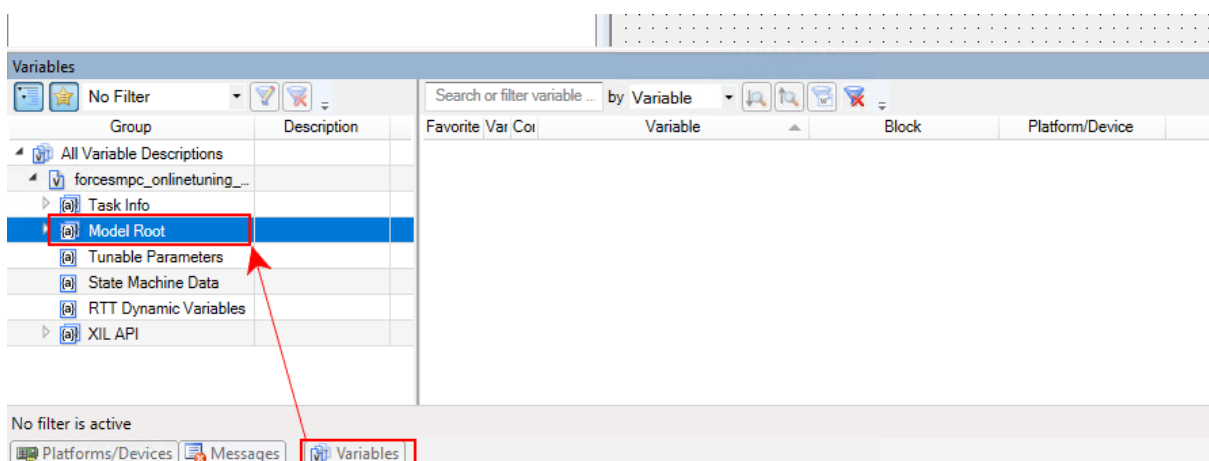 Variables
No Filter
Search or filter variable ... by Variable
Group Description Favorite Var Cor Variable Block Platform/Device
All Variable Descriptions
forcesmpc_onlinetuning_...
Task Info
Model Root
Tunable Parameters
State Machine Data
RTT Dynamic Variables
XIL API
No filter is active
Platforms/Devices Messages Variables